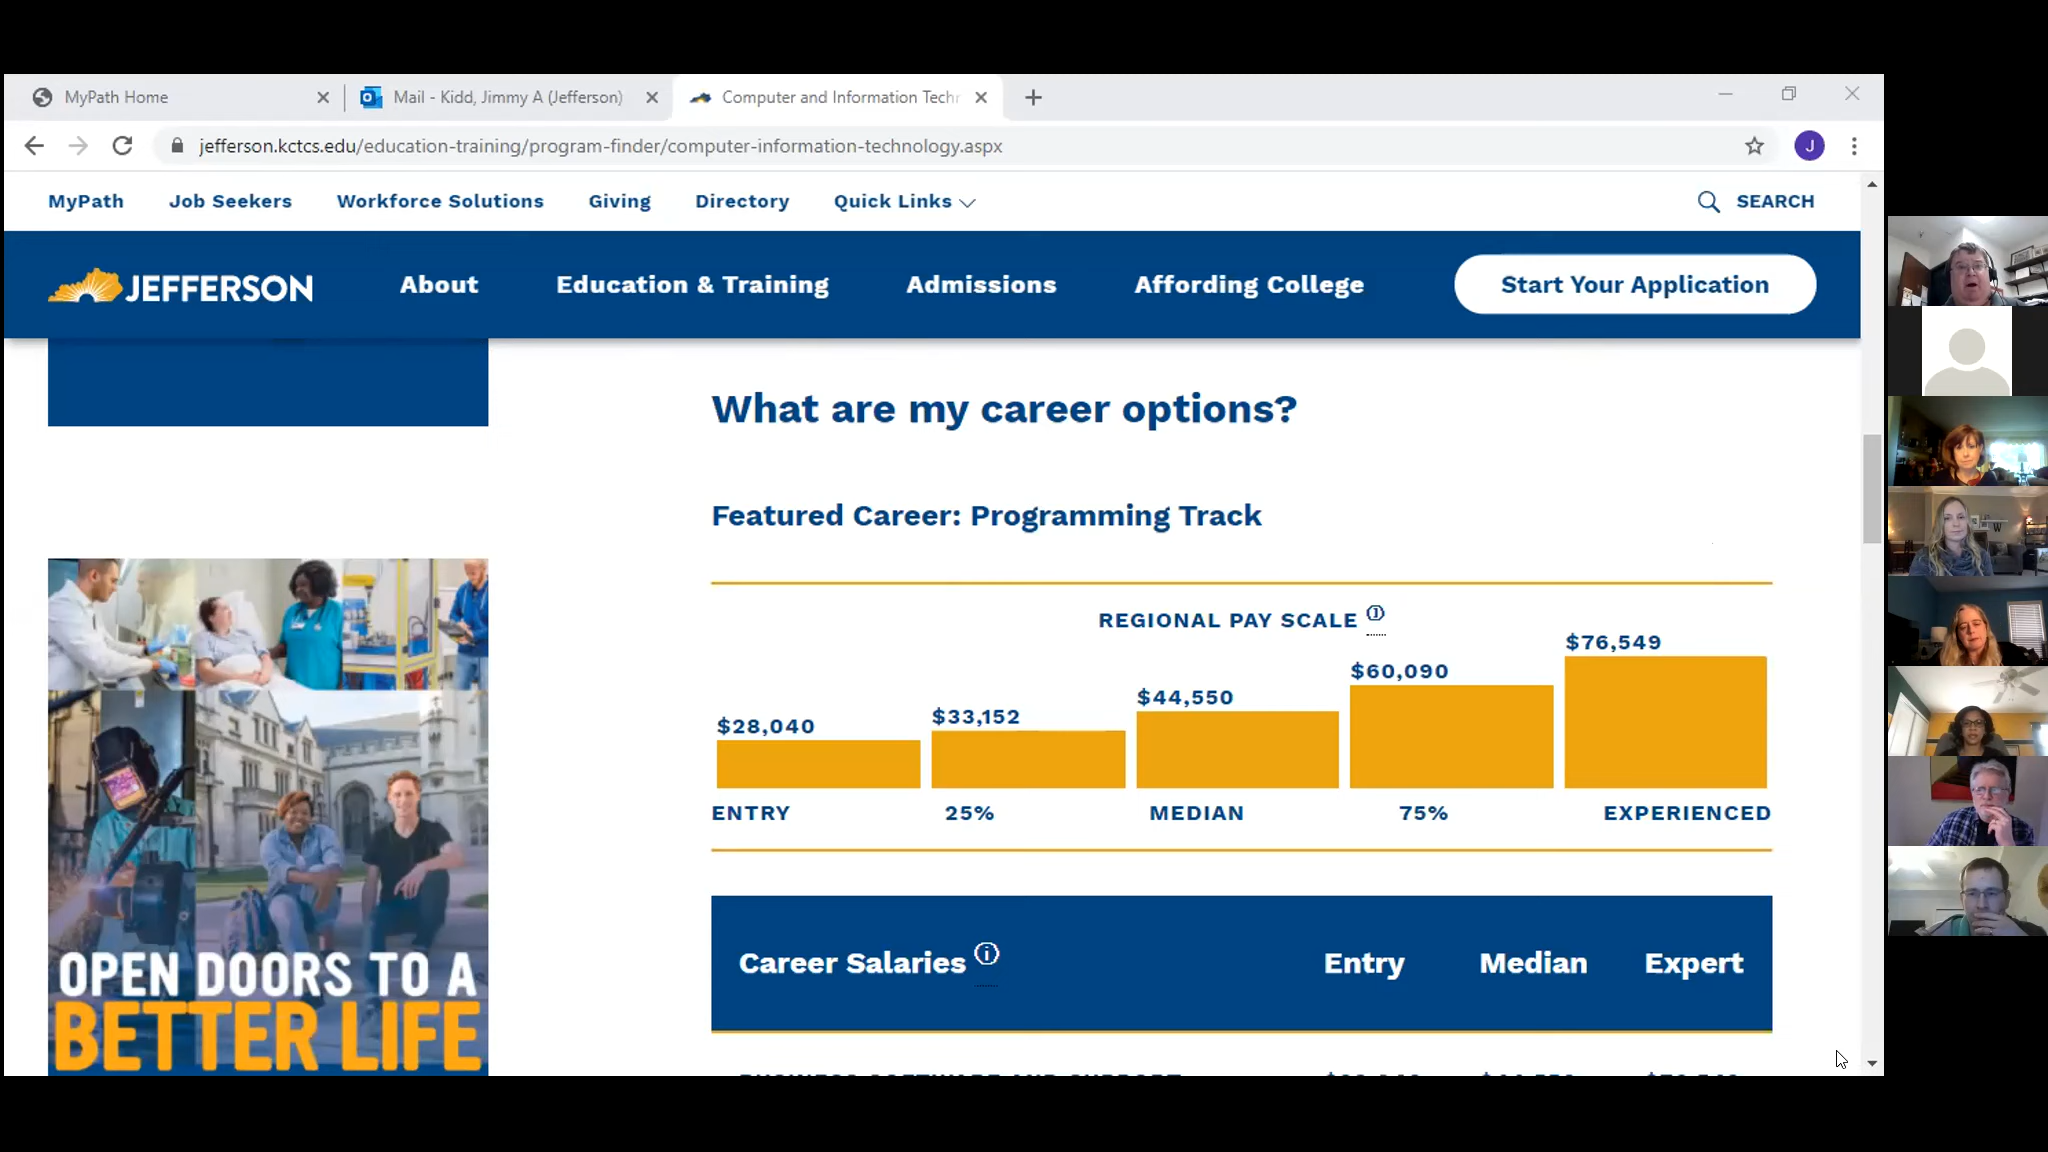 MyPath Home
Mail - Kidd, Jimmy A (Jefferson)
Computer and Information Techr
jefferson.kctcs.edu/education-training/program-finder/computer-information-technology.aspx
J
MyPath Job Seekers Workforce Solutions Giving Directory Quick Links SEARCH
JEFFERSON About Education & Training Admissions Affording College Start Your Application
What are my career options?
Featured Career: Programming Track
REGIONAL PAY SCALE
$28,040 $33,152 $44,550 $60,090 $76,549
ENTRY 25% MEDIAN 75% EXPERIENCED
Career Salaries Entry Median Expert
OPEN DOORS TO A
BETTER LIFE
W